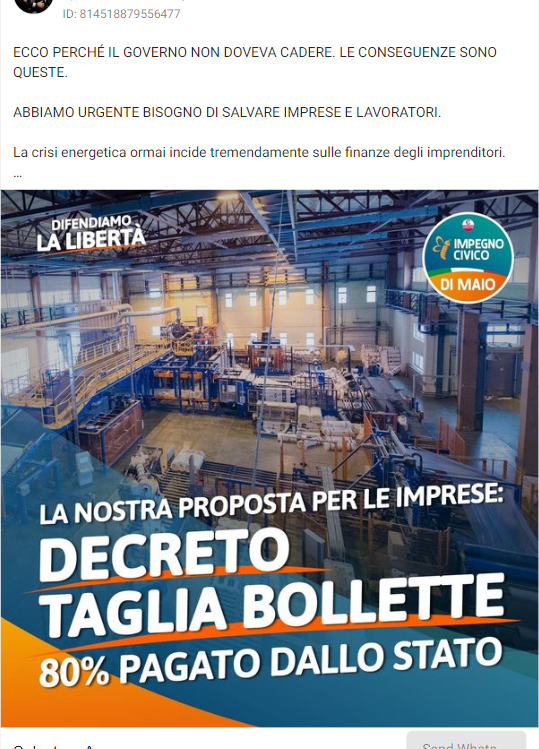 ID: 814518879556477
ECCO PERCHÉ IL GOVERNO NON DOVEVA CADERE. LE CONSEGUENZE SONO
QUESTE.
ABBIAMO URGENTE BISOGNO DI SALVARE IMPRESE E LAVORATORI.
La crisi energetica ormai incide tremendamente sulle finanze degli imprenditori.
...
DIFENDIAMO
LA LIBERTÀ
IMPEGNO
CIVICO
DI MAIO
LA NOSTRA PROPOSTA PER LE IMPRESE:
DECRETO
TAGLIA BOLLETTE
80% PAGATO DALLO STATO